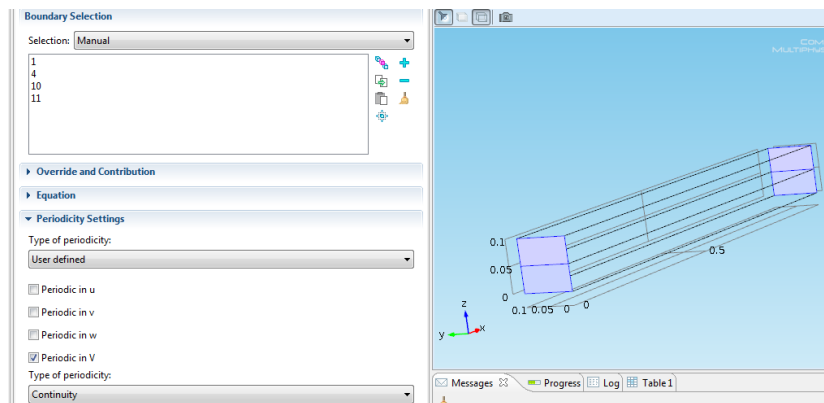 Boundary Selection
Selection: Manual
1
4
10
11
Override and Contribution
Equation
Periodicity Settings
Type of periodicity:
User defined
Periodic in u
Periodic in v
Periodic in w
Periodic in V
Type of periodicity:
Continuity
0.1
0.05
0
0.1 0.05 0 0
0.5
z
y
x
Messages
Progress
Log
Table 1